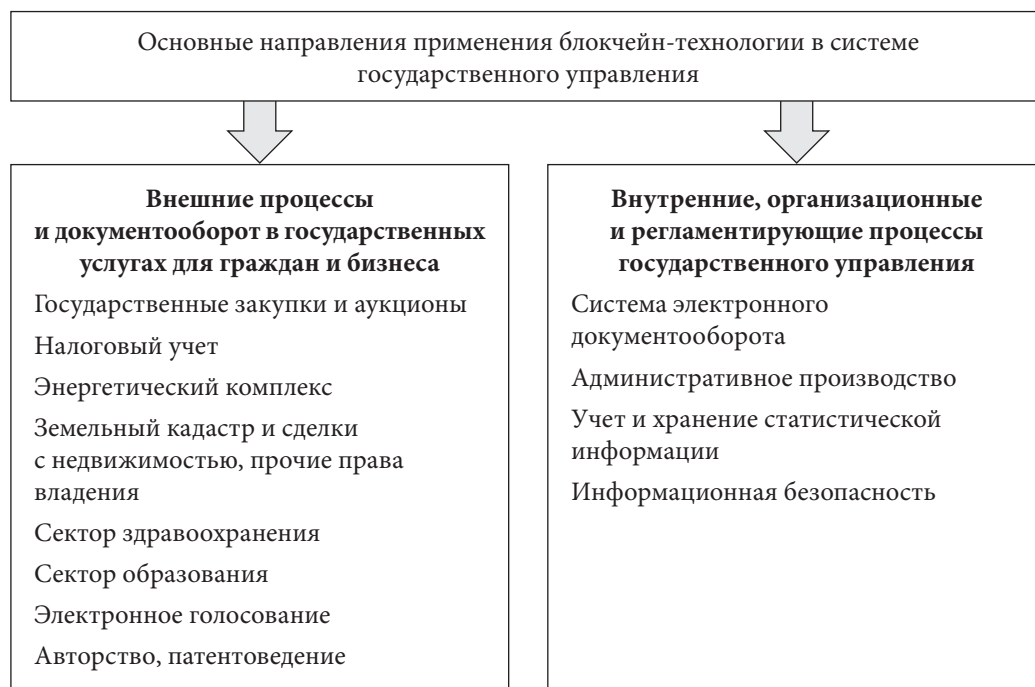 Основные направления применения блокчейн-технологии в системе
государственного управления
Внешние процессы
и документооборот в государственных
услугах для граждан и бизнеса
Государственные закупки и аукционы
Налоговый учет
Энергетический комплекс
Земельный кадастр и сделки
с недвижимостью, прочие права
владения
Сектор здравоохранения
Сектор образования
Электронное голосование
Авторство, патентоведение
Внутренние, организационные
и регламентирующие процессы
государственного управления
Система электронного
документооборота
Административное производство
Учет и хранение статистической
информации
Информационная безопасность